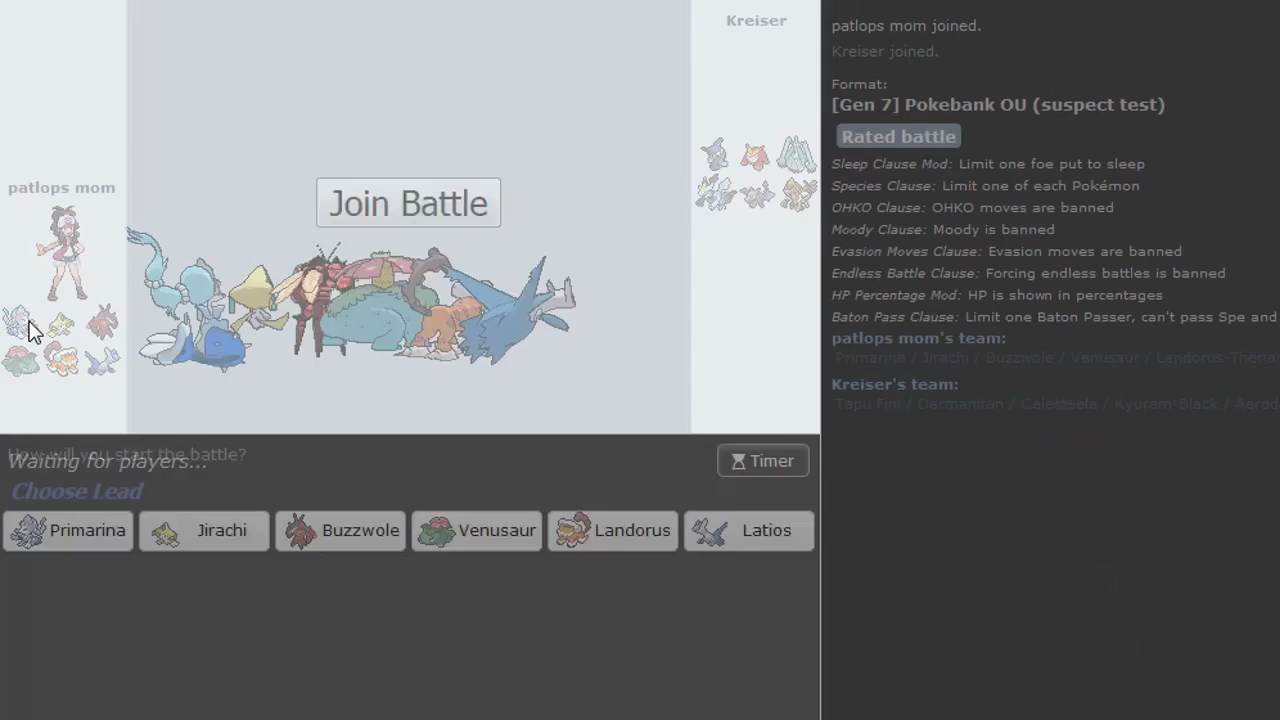 Kreiser
patlops mom
Join Battle
patlops mom joined.
Kreiser joined.
Format:
[Gen 7] Pokebank OU (suspect test)
Rated battle
Sleep Clause Mod: Limit one foe put to sleep
Species Clause: Limit one of each Pokémon
OHKO Clause: OHKO moves are banned
Moody Clause: Moody is banned
Evasion Moves Clause: Evasion moves are banned
Endless Battle Clause: Forcing endless battles is banned
HP Percentage Mod: HP is shown in percentages
Baton Pass Clause: Limit one Baton Passer, can't pass Spe and
patlops mom's team:
Primarina / Jirachi / Buzzwole / Venusaur / Landorus-Theria
Kreiser's team:
Tapu Fini / Darmanitan / Celesteela / Kyurem-Black / Aerod
How will you start the battle?
Waiting for players...
Timer
Choose Lead
Primarina
Jirachi
Buzzwole
Venusaur
Landorus
Latios